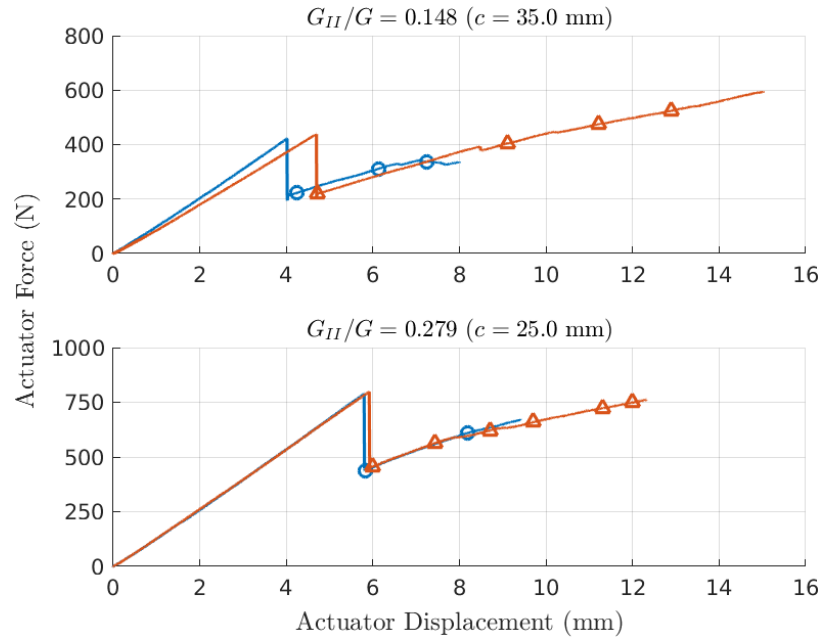 G_{II}/G = 0.148 (c = 35.0 mm)
800
600
400
200
0
0 2 4 6 8 10 12 14 16
G_{II}/G = 0.279 (c = 25.0 mm)
1000
750
500
250
0
0 2 4 6 8 10 12 14 16
Actuator Force (N)
Actuator Displacement (mm)